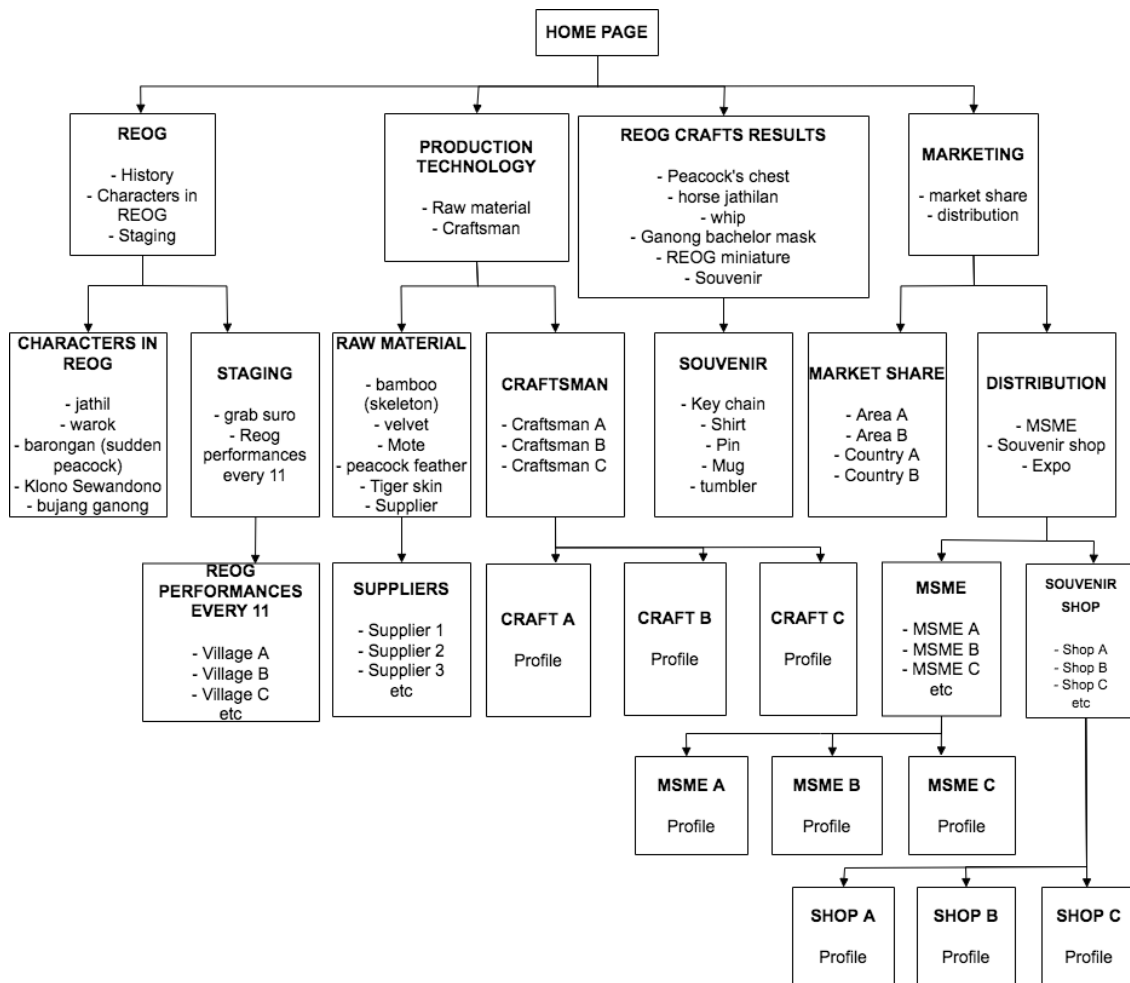 HOME PAGE
REOG
- History
- Characters in
REOG
- Staging
PRODUCTION
TECHNOLOGY
- Raw material
- Craftsman
REOG CRAFTS RESULTS
- Peacock's chest
- horse jathilan
- whip
- Ganong bachelor mask
- REOG miniature
- Souvenir
MARKETING
- market share
- distribution
CHARACTERS IN
REOG
- jathil
- warok
- barongan (sudden
peacock)
- Klono Sewandono
- bujang ganong
STAGING
- grab suro
- Reog
performances
every 11
RAW MATERIAL
- bamboo
(skeleton)
- velvet
- Mote
- peacock feather
- Tiger skin
- Supplier
CRAFTSMAN
- Craftsman A
- Craftsman B
- Craftsman C
SOUVENIR
- Key chain
- Shirt
- Pin
- Mug
- tumbler
MARKET SHARE
- Area A
- Area B
- Country A
- Country B
DISTRIBUTION
- MSME
- Souvenir shop
- Expo
REOG
PERFORMANCES
EVERY 11
- Village A
- Village B
- Village C
etc
SUPPLIERS
- Supplier 1
- Supplier 2
- Supplier 3
etc
CRAFT A
Profile
CRAFT B
Profile
CRAFT C
Profile
MSME
- MSME A
- MSME B
- MSME C
etc
SOUVENIR
SHOP
- Shop A
- Shop B
- Shop C
etc
MSME A
Profile
MSME B
Profile
MSME C
Profile
SHOP A
Profile
SHOP B
Profile
SHOP C
Profile